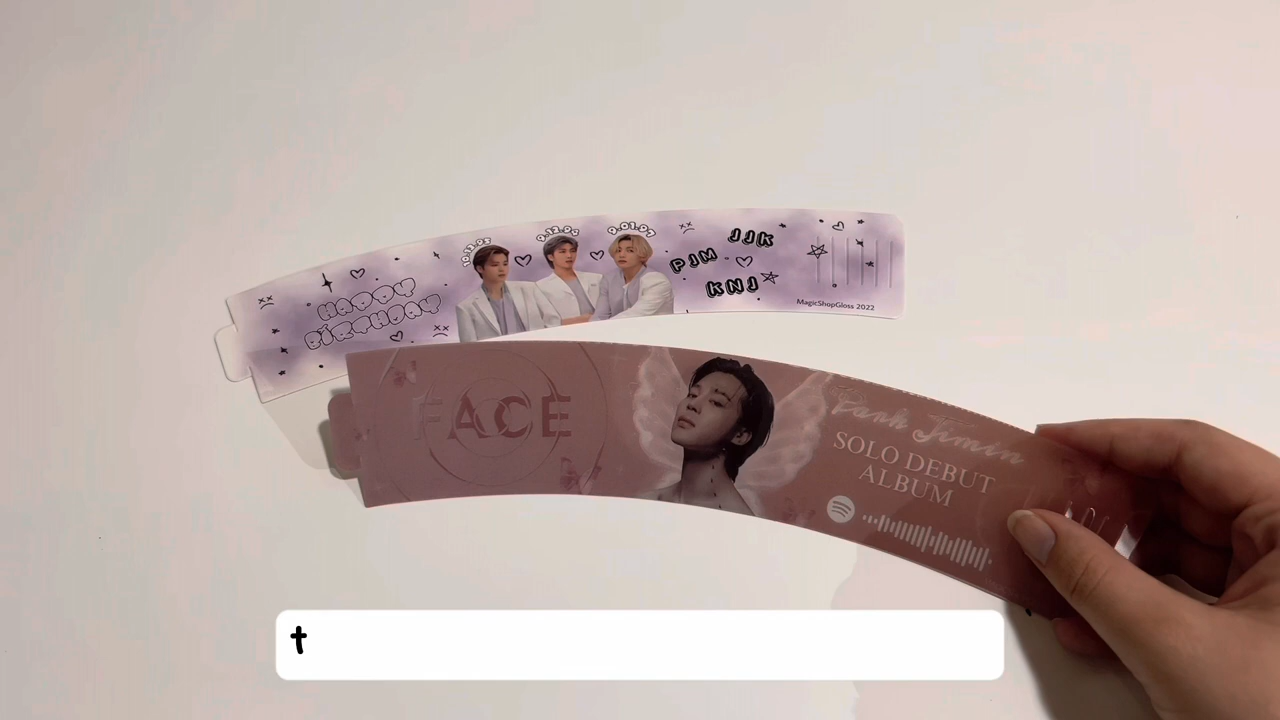 10.13.95
9.12.94
9.01.97
HAPPY
BIRTHDAY
JJK
PJM
KNJ
MagicShopGloss 2022
FACE
Park Jimin
SOLO DEBUT
ALBUM
t